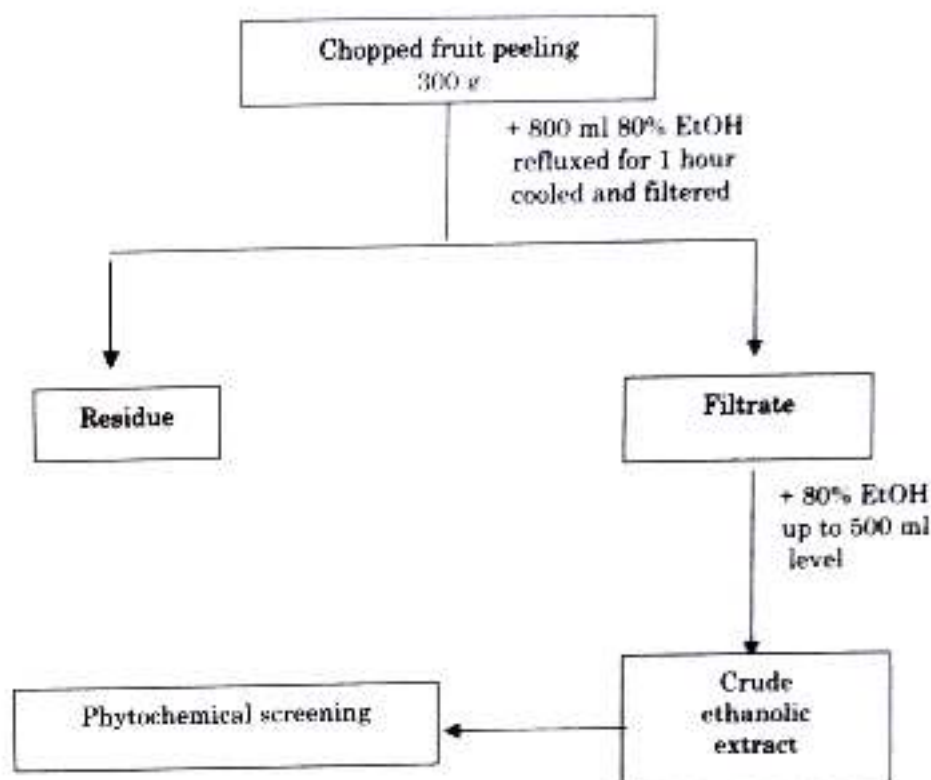 Chopped fruit peeling
300 g
+ 800 ml 80% EtOH
refluxed for 1 hour
cooled and filtered
Residue
Filtrate
+ 80% EtOH
up to 500 ml
level
Crude
ethanolic
extract
Phytochemical screening